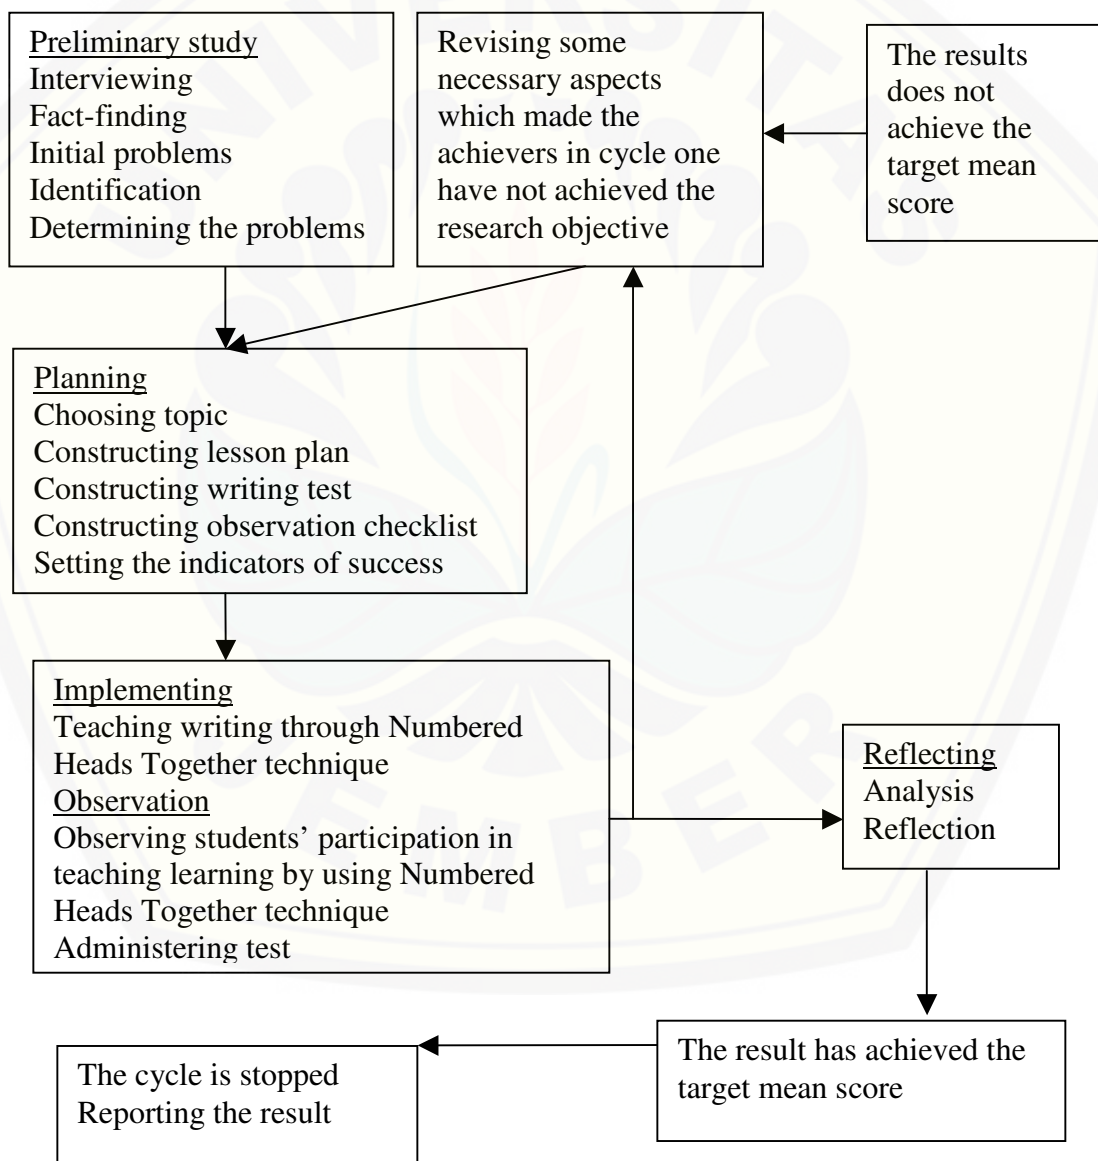 Preliminary study
Interviewing
Fact-finding
Initial problems
Identification
Determining the problems
Revising some
necessary aspects
which made the
achievers in cycle one
have not achieved the
research objective
The results
does not
achieve the
target mean
score
Planning
Choosing topic
Constructing lesson plan
Constructing writing test
Constructing observation checklist
Setting the indicators of success
Implementing
Teaching writing through Numbered
Heads Together technique
Observation
Observing students’ participation in
teaching learning by using Numbered
Heads Together technique
Administering test
Reflecting
Analysis
Reflection
The result has achieved the
target mean score
The cycle is stopped
Reporting the result
UNIVERSITAS
JEMBER